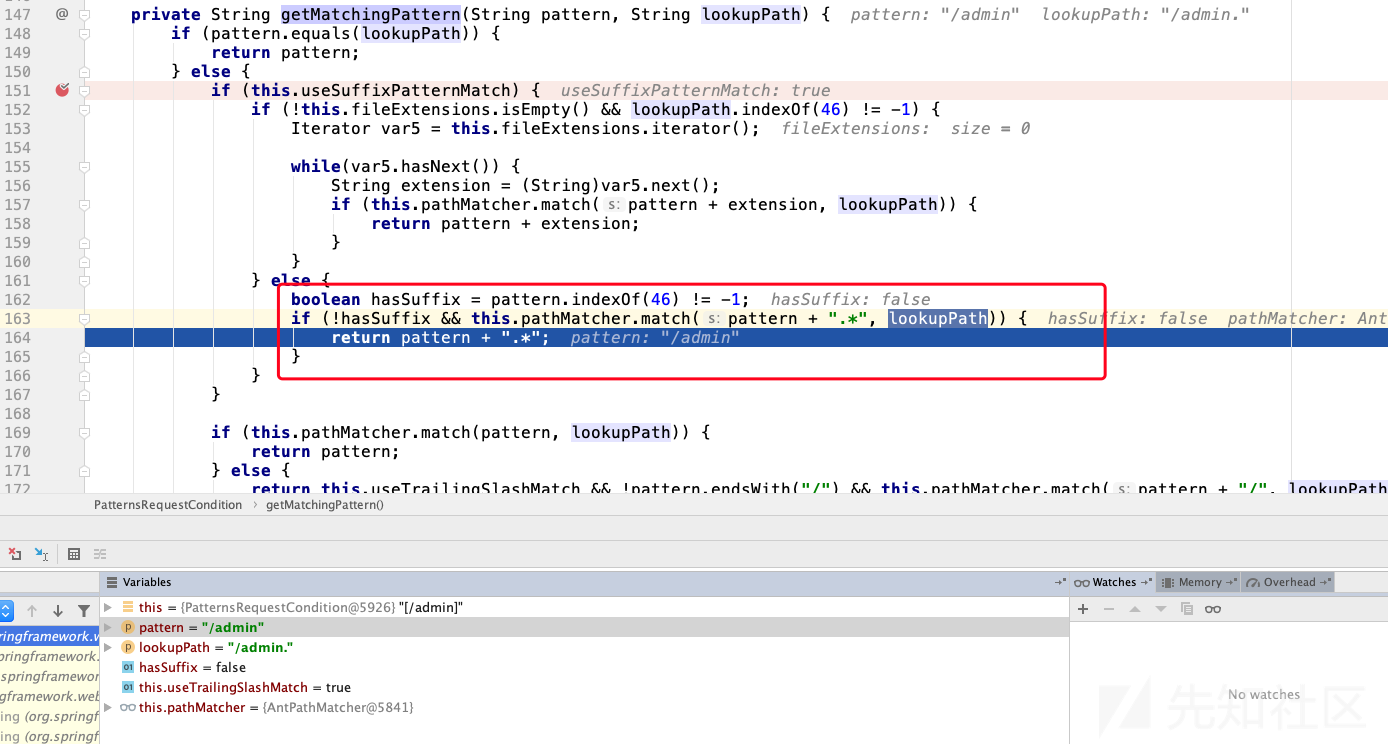 147 @ private String getMatchingPattern(String pattern, String lookupPath) { pattern: "/admin" lookupPath: "/admin."
148 if (pattern.equals(lookupPath)) {
149 return pattern;
150 } else {
151 if (this.useSuffixPatternMatch) { useSuffixPatternMatch: true
152 if (!this.fileExtensions.isEmpty() && lookupPath.indexOf(46) != -1) {
153 Iterator var5 = this.fileExtensions.iterator(); fileExtensions: size = 0
154
155 while(var5.hasNext()) {
156 String extension = (String)var5.next();
157 if (this.pathMatcher.match( s: pattern + extension, lookupPath)) {
158 return pattern + extension;
159 }
160 }
161 } else {
162 boolean hasSuffix = pattern.indexOf(46) != -1; hasSuffix: false
163 if (!hasSuffix && this.pathMatcher.match( s: pattern + ".*", lookupPath)) { hasSuffix: false pathMatcher: Ant
164 return pattern + ".*"; pattern: "/admin"
165 }
166 }
167 }
168
169 if (this.pathMatcher.match(pattern, lookupPath)) {
170 return pattern;
171 } else {
172 return this.useTrailingSlashMatch && !pattern.endsWith("/") && this.pathMatcher.match( s: pattern + "/", lookupPath
PatternsRequestCondition › getMatchingPattern()
Variables
Watches
Memory
Overhead
this = {PatternsRequestCondition@5926} "[/admin]"
pattern = "/admin"
lookupPath = "/admin."
hasSuffix = false
this.useTrailingSlashMatch = true
this.pathMatcher = {AntPathMatcher@5841}
ringframework.w
springframework.
springframewor
gframework.web
ing (org.springf
ing (org.springf
No watches
先知社区